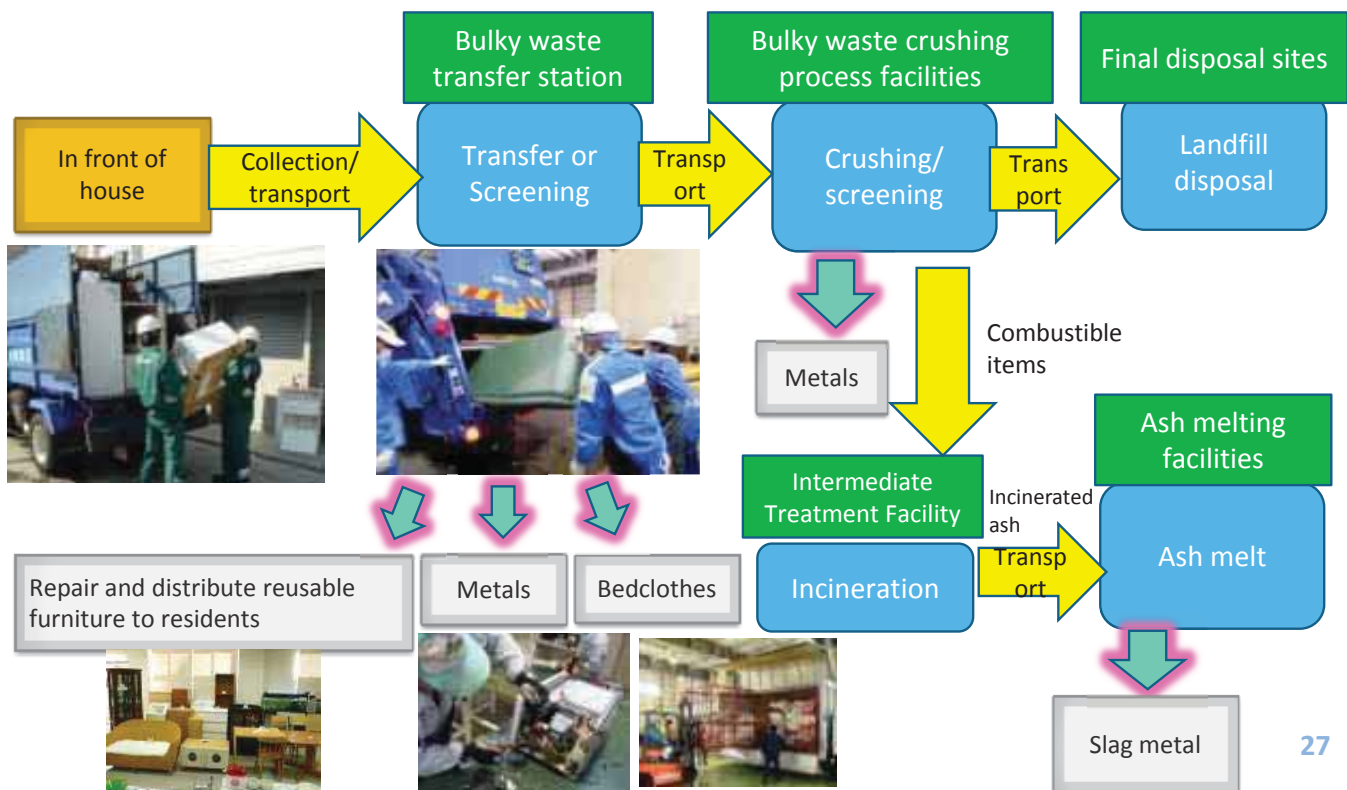 Bulky waste
transfer station
Bulky waste crushing
process facilities
Final disposal sites
In front of
house
Collection/
transport
Transfer or
Screening
Transp
ort
Crushing/
screening
Trans
port
Landfill
disposal
Metals
Combustible
items
Intermediate
Treatment Facility
Incineration
Incinerated
ash
Transp
ort
Ash melting
facilities
Ash melt
Repair and distribute reusable
furniture to residents
Metals
Bedclothes
Slag metal
27